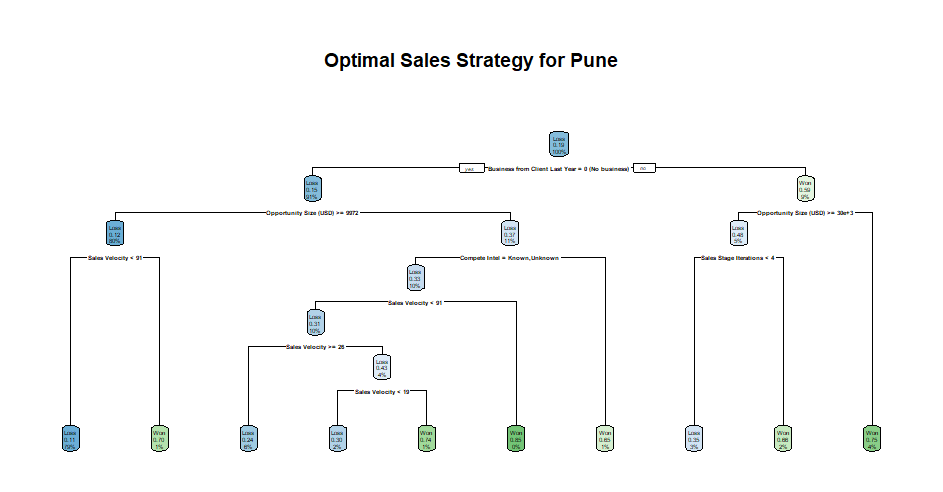 Optimal Sales Strategy for Pune
Loss
0.19
100%
yes
Business from Client Last Year = 0 (No business)
no
Loss
0.15
91%
Won
0.59
9%
Opportunity Size (USD) >= 9972
Opportunity Size (USD) >= 30e+3
Loss
0.12
80%
Loss
0.37
11%
Loss
0.48
5%
Sales Velocity < 91
Compete Intel = Known,Unknown
Sales Stage Iterations < 4
Loss
0.33
10%
Sales Velocity < 91
Loss
0.31
10%
Sales Velocity >= 26
Loss
0.43
4%
Sales Velocity < 19
Loss
0.11
79%
Won
0.70
1%
Loss
0.24
6%
Loss
0.30
2%
Won
0.74
1%
Won
0.85
0%
Won
0.65
1%
Loss
0.35
3%
Won
0.66
2%
Won
0.75
4%